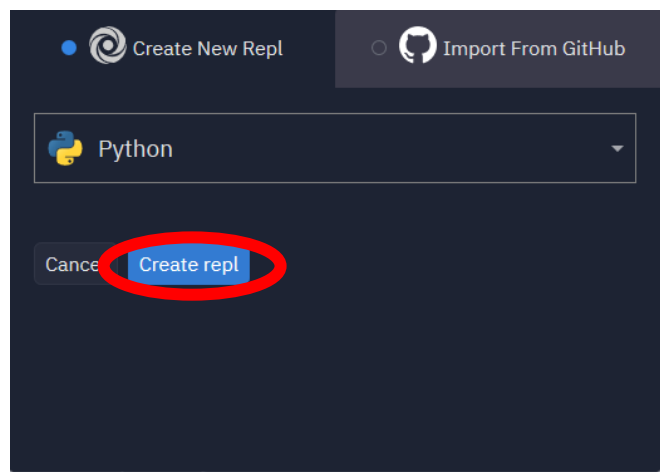 Create New Repl
Import From GitHub
Python
Cance
Create repl